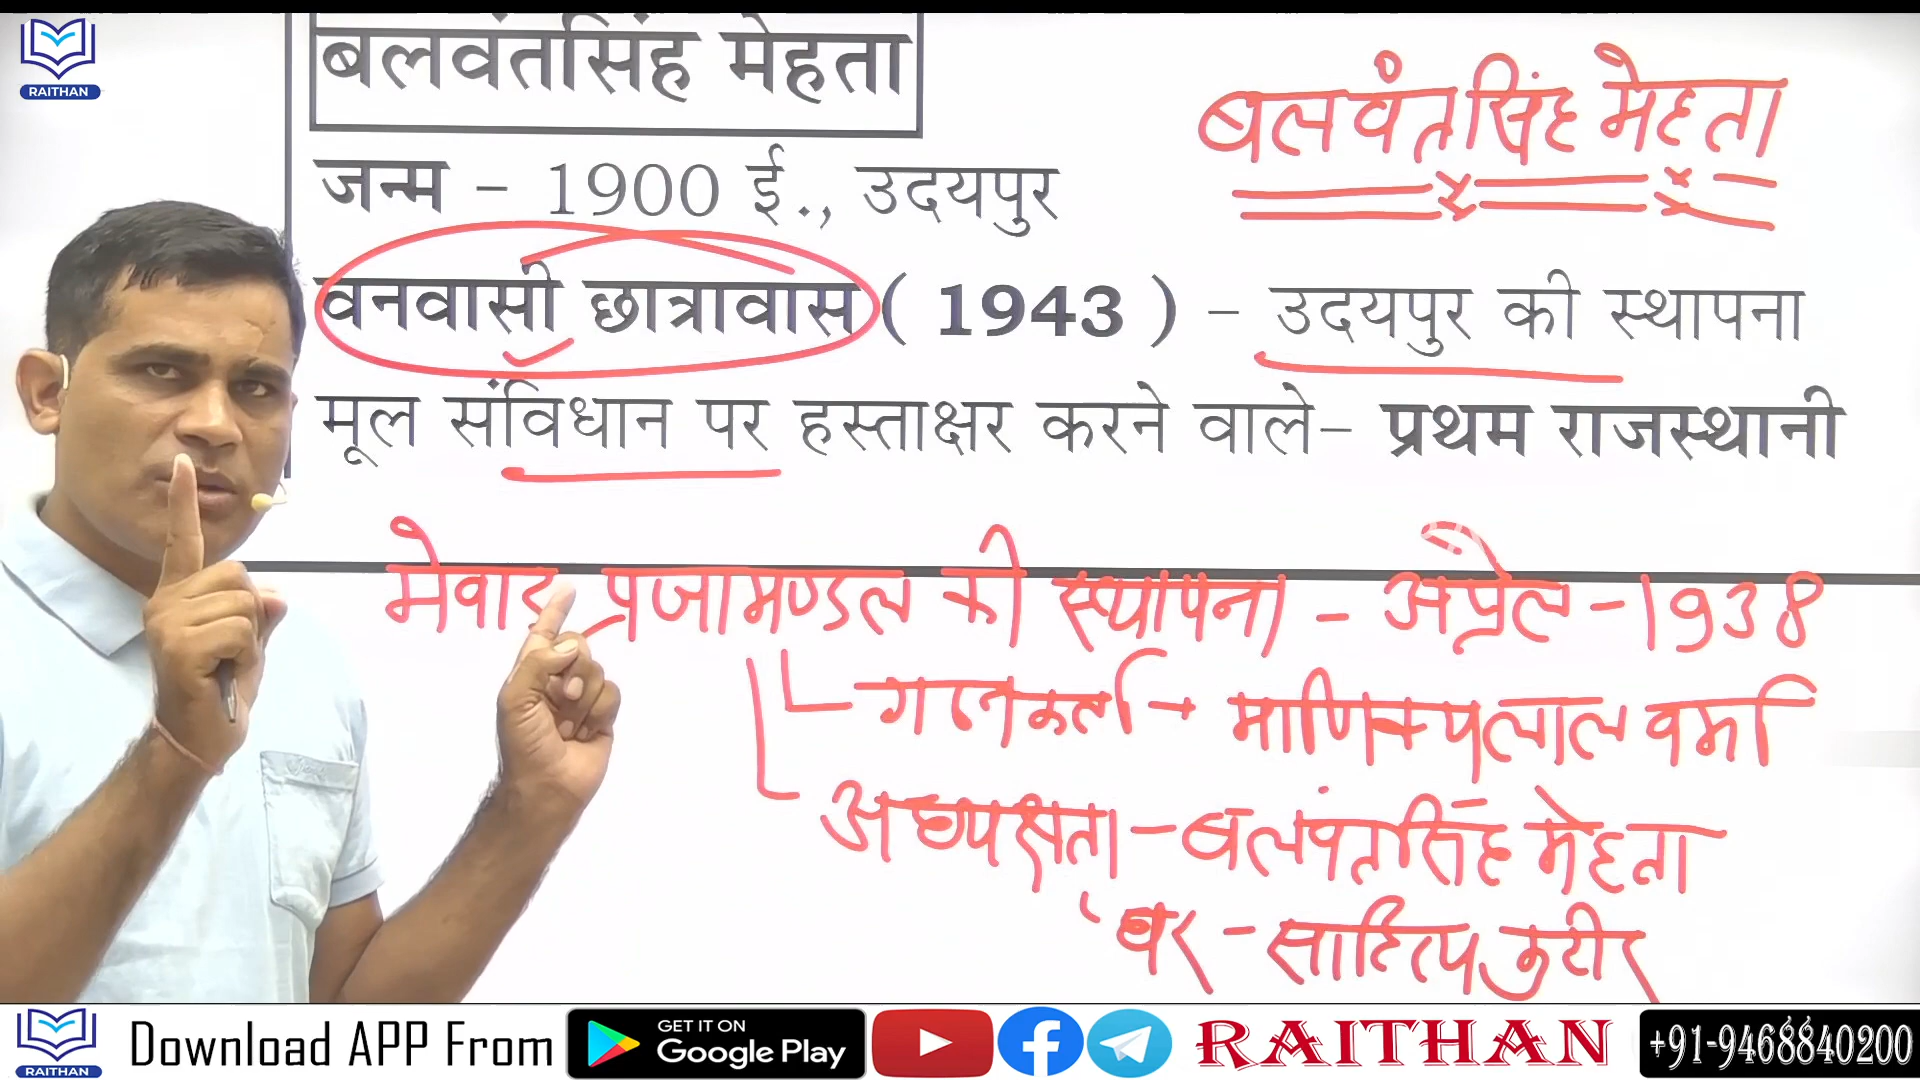 RAITHAN
बलवंतसिंह मेहता
बलवंतसिंह मेहता
जन्म - 1900 ई., उदयपुर
वनवासी छात्रावास ( 1943 ) - उदयपुर की स्थापना
मूल संविधान पर हस्ताक्षर करने वाले- प्रथम राजस्थानी
मेवाड़ प्रजामण्डल की स्थापना - अप्रैल - 1938
माणिक्यलाल वर्मा
अध्यक्षता - बलवंतसिंह मेहता
घर - साहित्य कुटीर
RAITHAN
Download APP From
GET IT ON
Google Play
RAITHAN
+91-9468840200